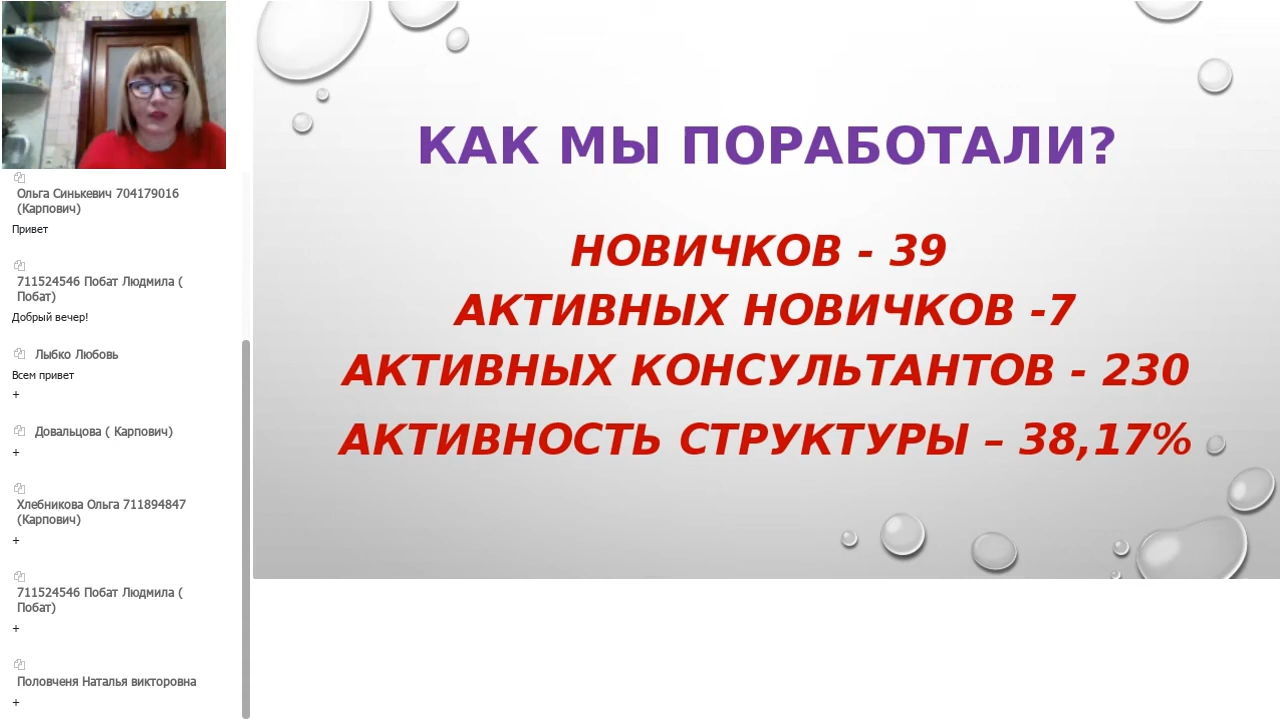 Ольга Синькевич 704179016
(Карпович)
Привет
711524546 Побат Людмила (
Побат)
Добрый вечер!
Лыбко Любовь
Всем привет
+
Довальцова ( Карпович)
+
Хлебникова Ольга 711894847
(Карпович)
+
711524546 Побат Людмила (
Побат)
+
Половченя Наталья викторовна
+
КАК МЫ ПОРАБОТАЛИ?
НОВИЧКОВ - 39
АКТИВНЫХ НОВИЧКОВ -7
АКТИВНЫХ КОНСУЛЬТАНТОВ - 230
АКТИВНОСТЬ СТРУКТУРЫ – 38,17%